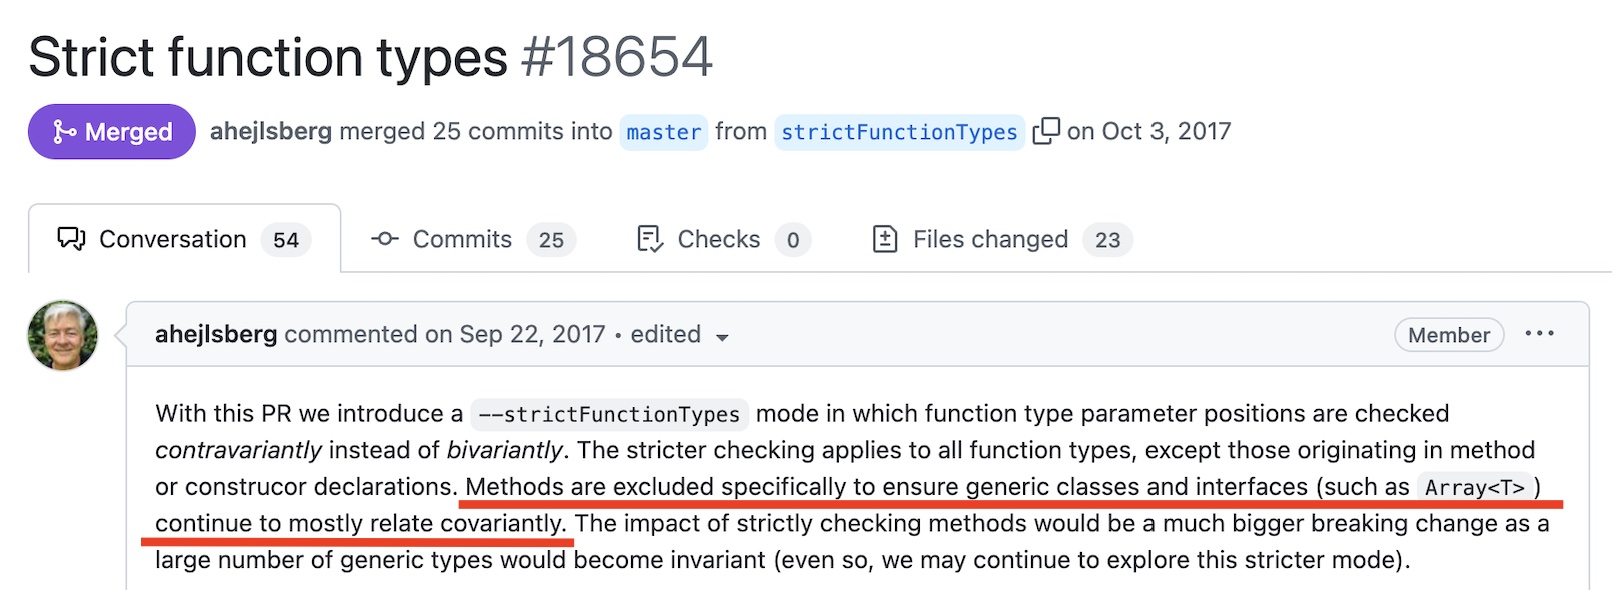 Strict function types #18654
Merged ahejlsberg merged 25 commits into master from strictFunctionTypes on Oct 3, 2017
Conversation 54 Commits 25 Checks 0 Files changed 23
ahejlsberg commented on Sep 22, 2017 • edited Member ···
With this PR we introduce a --strictFunctionTypes mode in which function type parameter positions are checked
contravariantly instead of bivariantly. The stricter checking applies to all function types, except those originating in method
or construcor declarations. Methods are excluded specifically to ensure generic classes and interfaces (such as Array<T> )
continue to mostly relate covariantly. The impact of strictly checking methods would be a much bigger breaking change as a
large number of generic types would become invariant (even so, we may continue to explore this stricter mode).